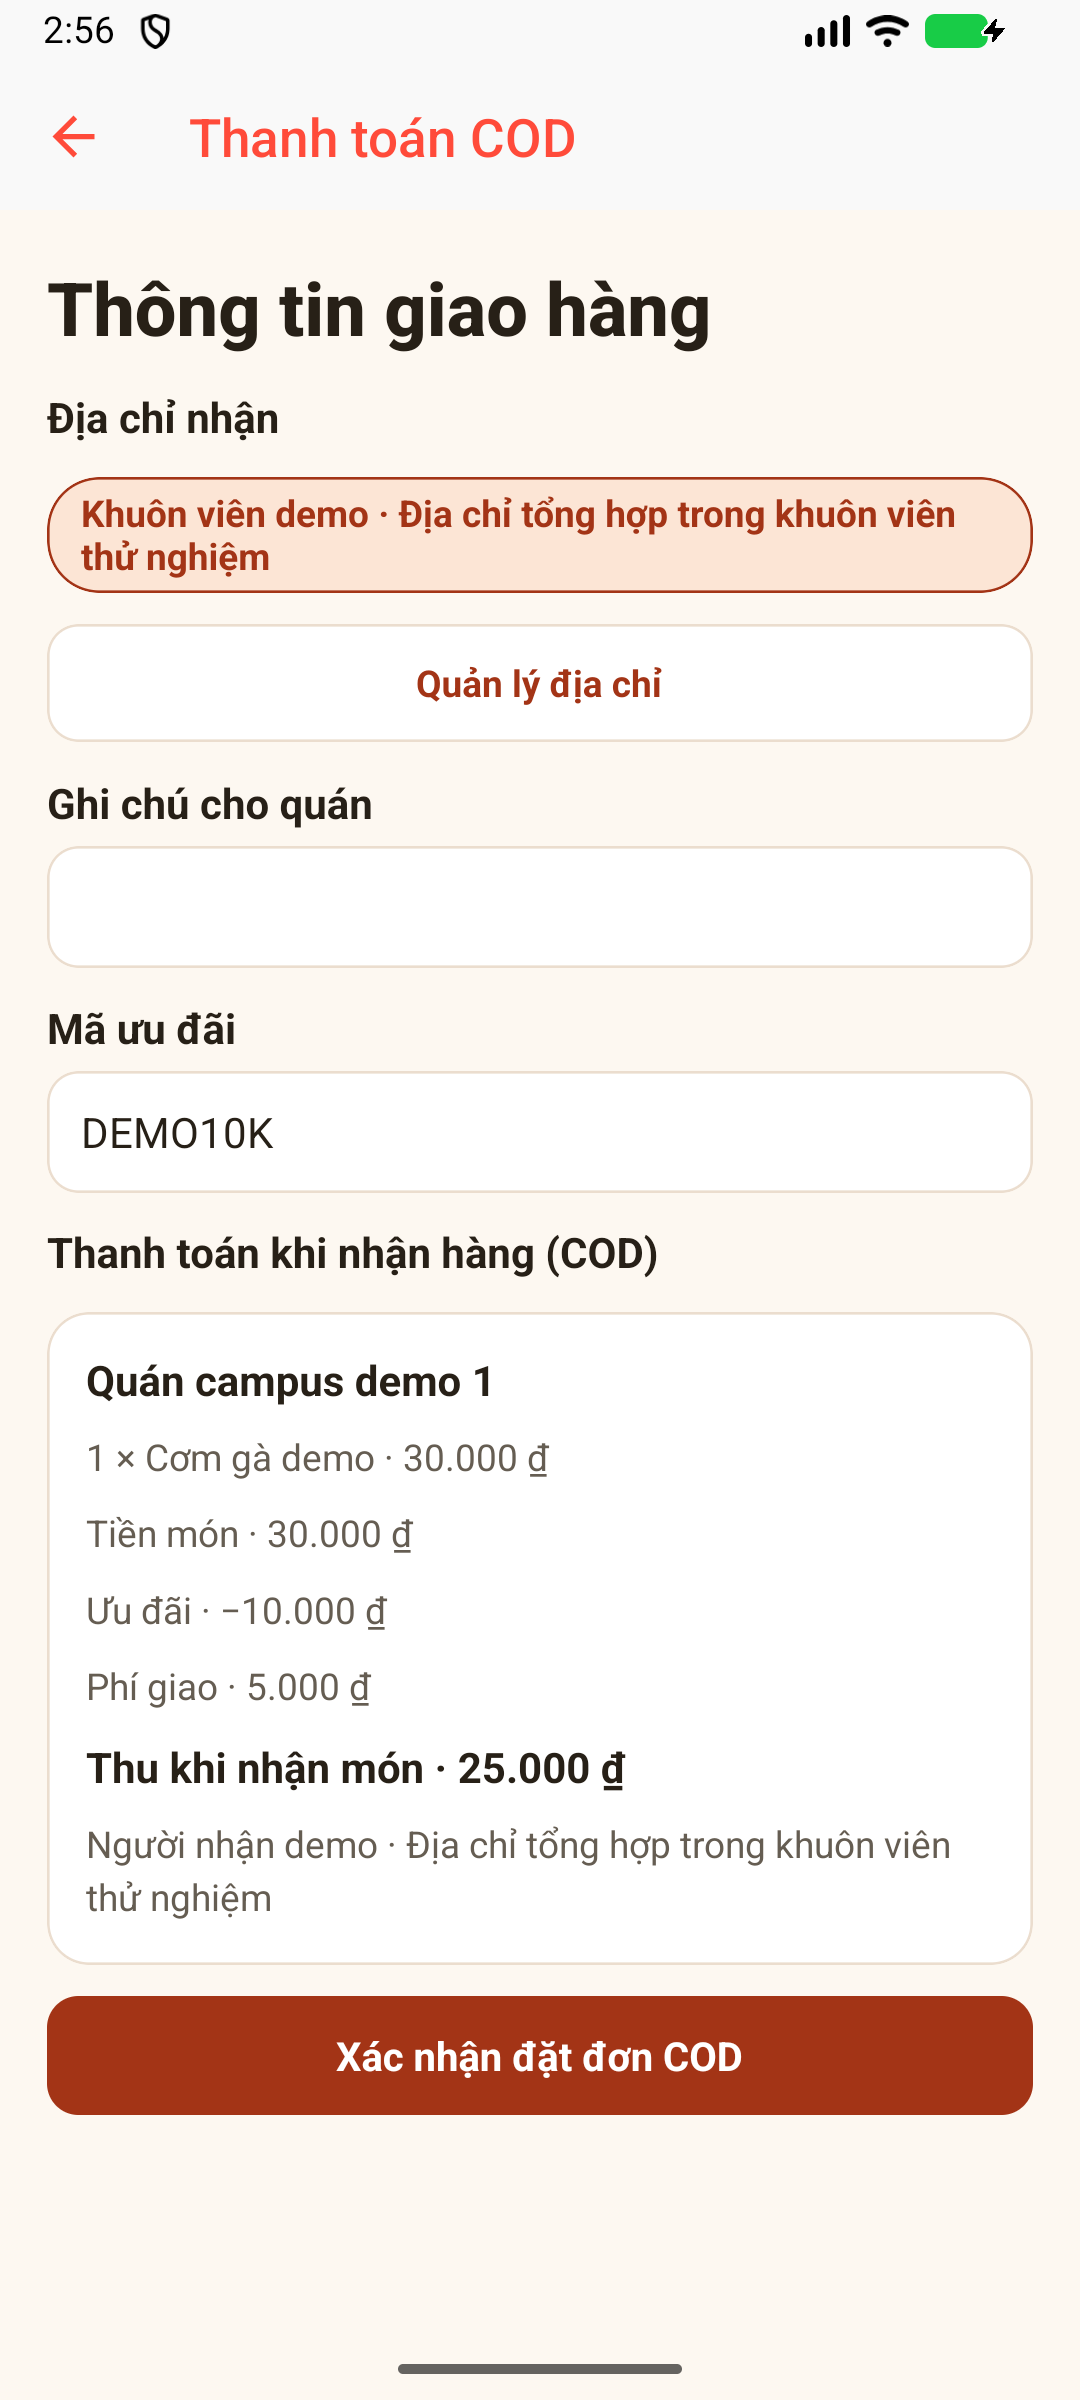 2:56
Thanh toán COD
Thông tin giao hàng
Địa chỉ nhận
Khuôn viên demo · Địa chỉ tổng hợp trong khuôn viên
thử nghiệm
Quản lý địa chỉ
Ghi chú cho quán
Mã ưu đãi
DEMO10K
Thanh toán khi nhận hàng (COD)
Quán campus demo 1
1 × Cơm gà demo · 30.000 ₫
Tiền món · 30.000 ₫
Ưu đãi · −10.000 ₫
Phí giao · 5.000 ₫
Thu khi nhận món · 25.000 ₫
Người nhận demo · Địa chỉ tổng hợp trong khuôn viên
thử nghiệm
Xác nhận đặt đơn COD